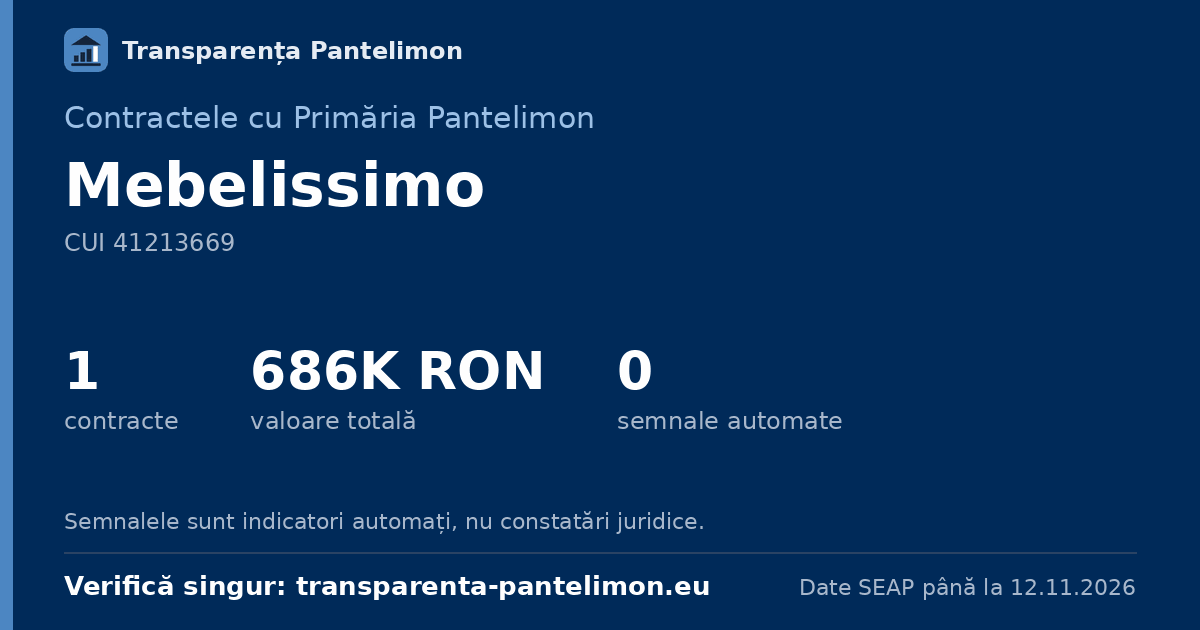 Transparența Pantelimon
Contractele cu Primăria Pantelimon
Mebelissimo
CUI 41213669
1
contracte
686K RON
valoare totală
0
semnale automate
Semnalele sunt indicatori automați, nu constatări juridice.
Verifică singur: transparenta-pantelimon.eu
Date SEAP până la 12.11.2026